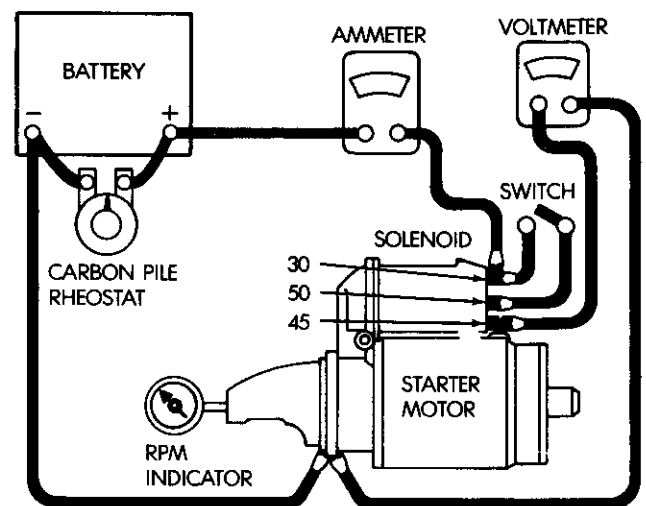 VOLTMETER
AMMETER
BATTERY
-
+
SWITCH
SOLENOID
30
50
45
CARBON PILE
RHEOSTAT
STARTER
MOTOR
RPM
INDICATOR